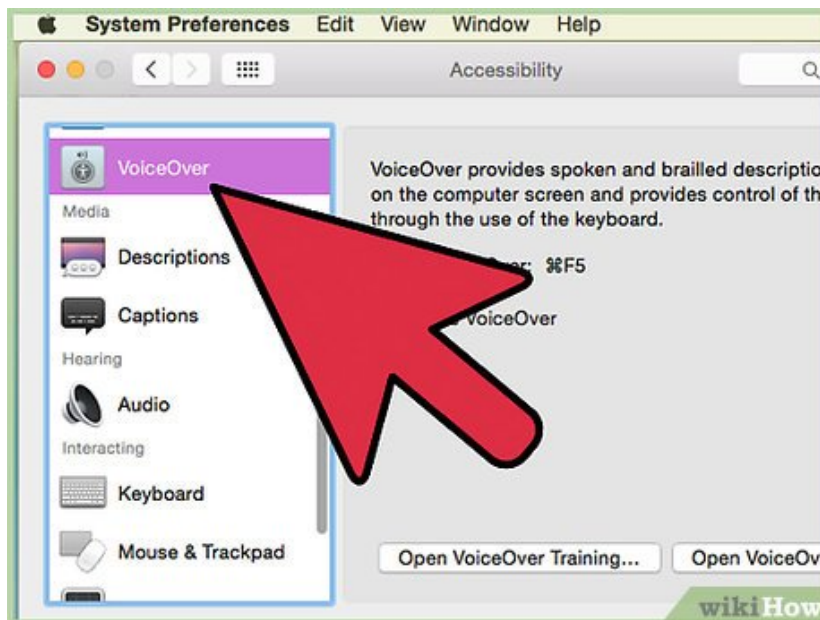 System Preferences Edit View Window Help
Accessibility
VoiceOver
Media
Descriptions
Captions
Hearing
Audio
Interacting
Keyboard
Mouse & Trackpad
VoiceOver provides spoken and brailled descriptio
on the computer screen and provides control of th
through the use of the keyboard.
⌘F5
VoiceOver
Open VoiceOver Training... Open VoiceOv
wikiHow